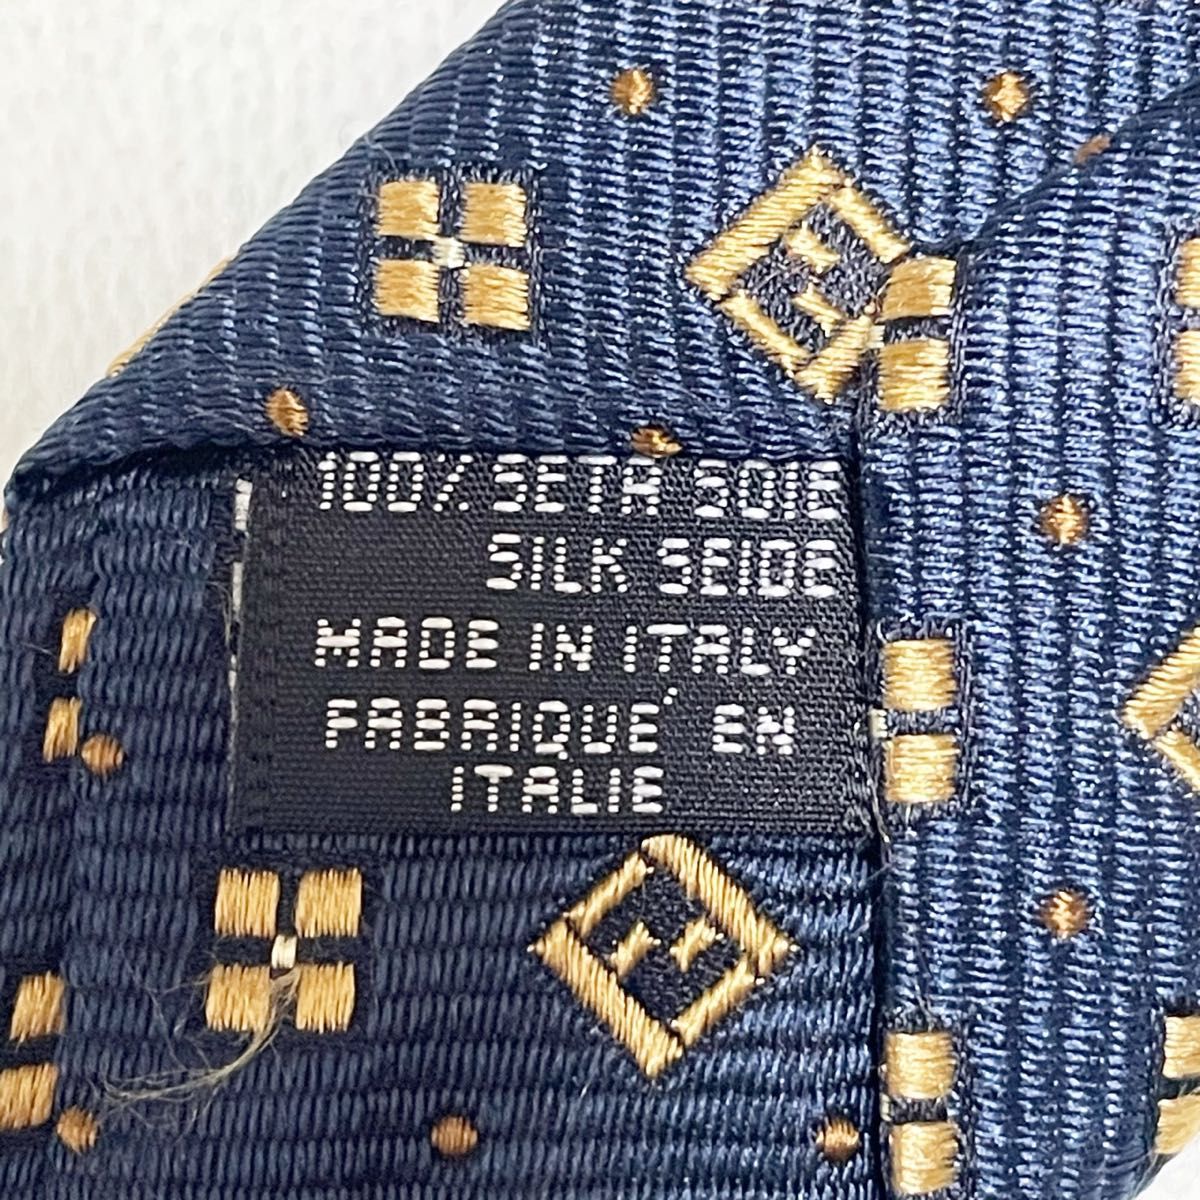 100% SETA SOIE
SILK SEIDE
MADE IN ITALY
FABRIQUÉ EN
ITALIE